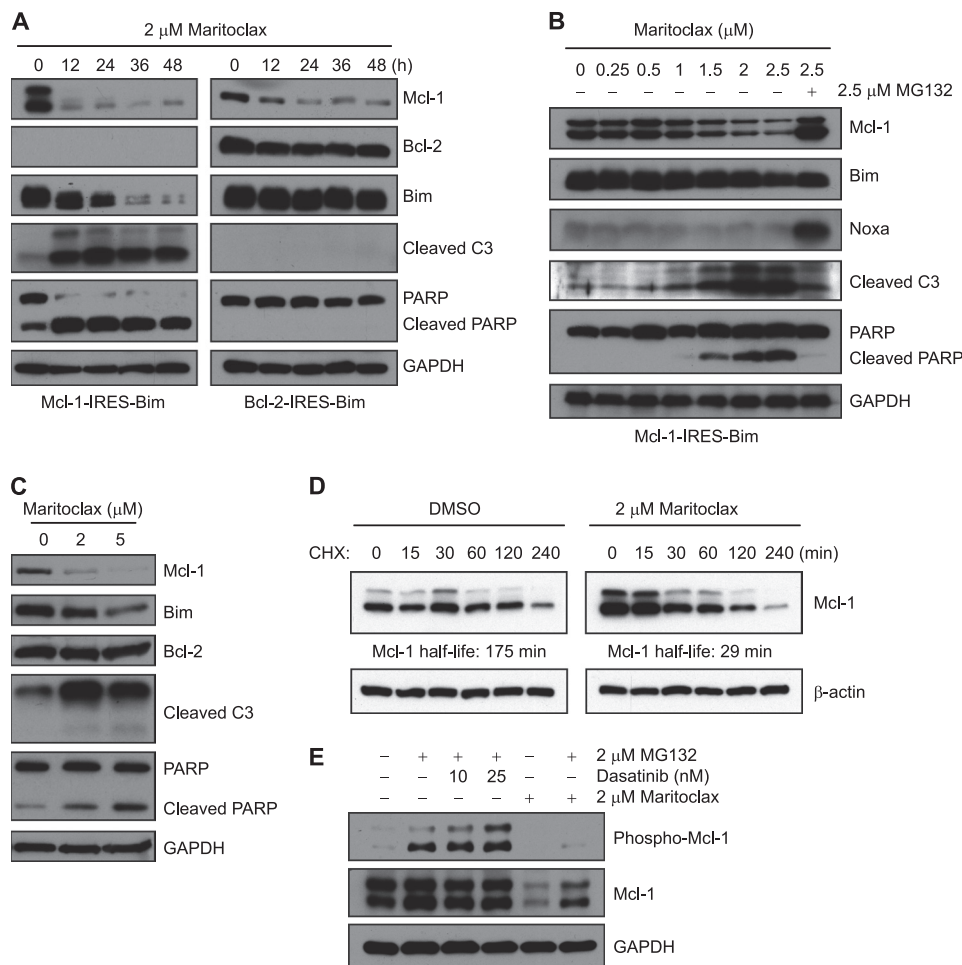 A
2 μM Maritoclax
0 12 24 36 48 0 12 24 36 48 (h)
Mcl-1
Bcl-2
Bim
Cleaved C3
PARP
Cleaved PARP
GAPDH
Mcl-1-IRES-Bim Bcl-2-IRES-Bim
B
Maritoclax (μM)
0 0.25 0.5 1 1.5 2 2.5 2.5
– – – – – – – + 2.5 μM MG132
Mcl-1
Bim
Noxa
Cleaved C3
PARP
Cleaved PARP
GAPDH
Mcl-1-IRES-Bim
C
Maritoclax (μM)
0 2 5
Mcl-1
Bim
Bcl-2
Cleaved C3
PARP
Cleaved PARP
GAPDH
D
DMSO 2 μM Maritoclax
CHX: 0 15 30 60 120 240 0 15 30 60 120 240 (min)
Mcl-1
Mcl-1 half-life: 175 min Mcl-1 half-life: 29 min
β-actin
E
– + + + – + 2 μM MG132
– – 10 25 – – Dasatinib (nM)
– – – – + + 2 μM Maritoclax
Phospho-Mcl-1
Mcl-1
GAPDH